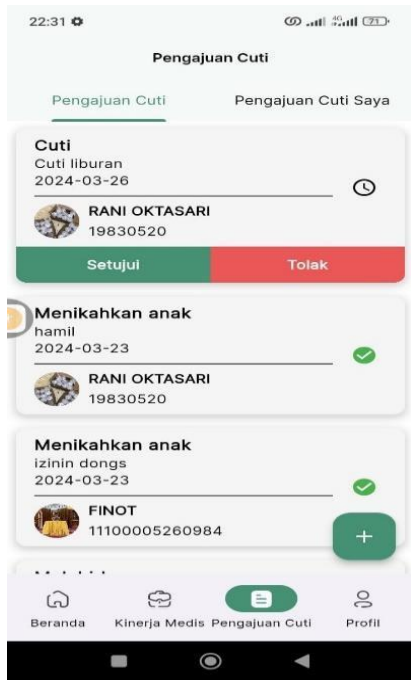 22:31
4G
71
Pengajuan Cuti
Pengajuan Cuti Pengajuan Cuti Saya
Cuti
Cuti liburan
2024-03-26
RANI OKTASARI
19830520
Setujui Tolak
Menikahkan anak
hamil
2024-03-23
RANI OKTASARI
19830520
Menikahkan anak
izinin dongs
2024-03-23
FINOT
11100005260984
+
Beranda Kinerja Medis Pengajuan Cuti Profil